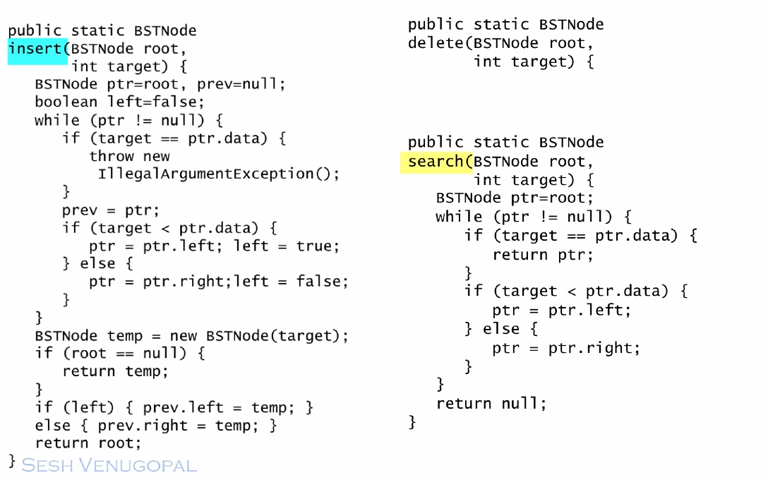 public static BSTNode
insert(BSTNode root,
int target) {
BSTNode ptr=root, prev=null;
boolean left=false;
while (ptr != null) {
if (target == ptr.data) {
throw new
IllegalArgumentException();
}
prev = ptr;
if (target < ptr.data) {
ptr = ptr.left; left = true;
} else {
ptr = ptr.right;left = false;
}
}
BSTNode temp = new BSTNode(target);
if (root == null) {
return temp;
}
if (left) { prev.left = temp; }
else { prev.right = temp; }
return root;
}
SESH VENUGOPAL
public static BSTNode
delete(BSTNode root,
int target) {
public static BSTNode
search(BSTNode root,
int target) {
BSTNode ptr=root;
while (ptr != null) {
if (target == ptr.data) {
return ptr;
}
if (target < ptr.data) {
ptr = ptr.left;
} else {
ptr = ptr.right;
}
}
return null;
}